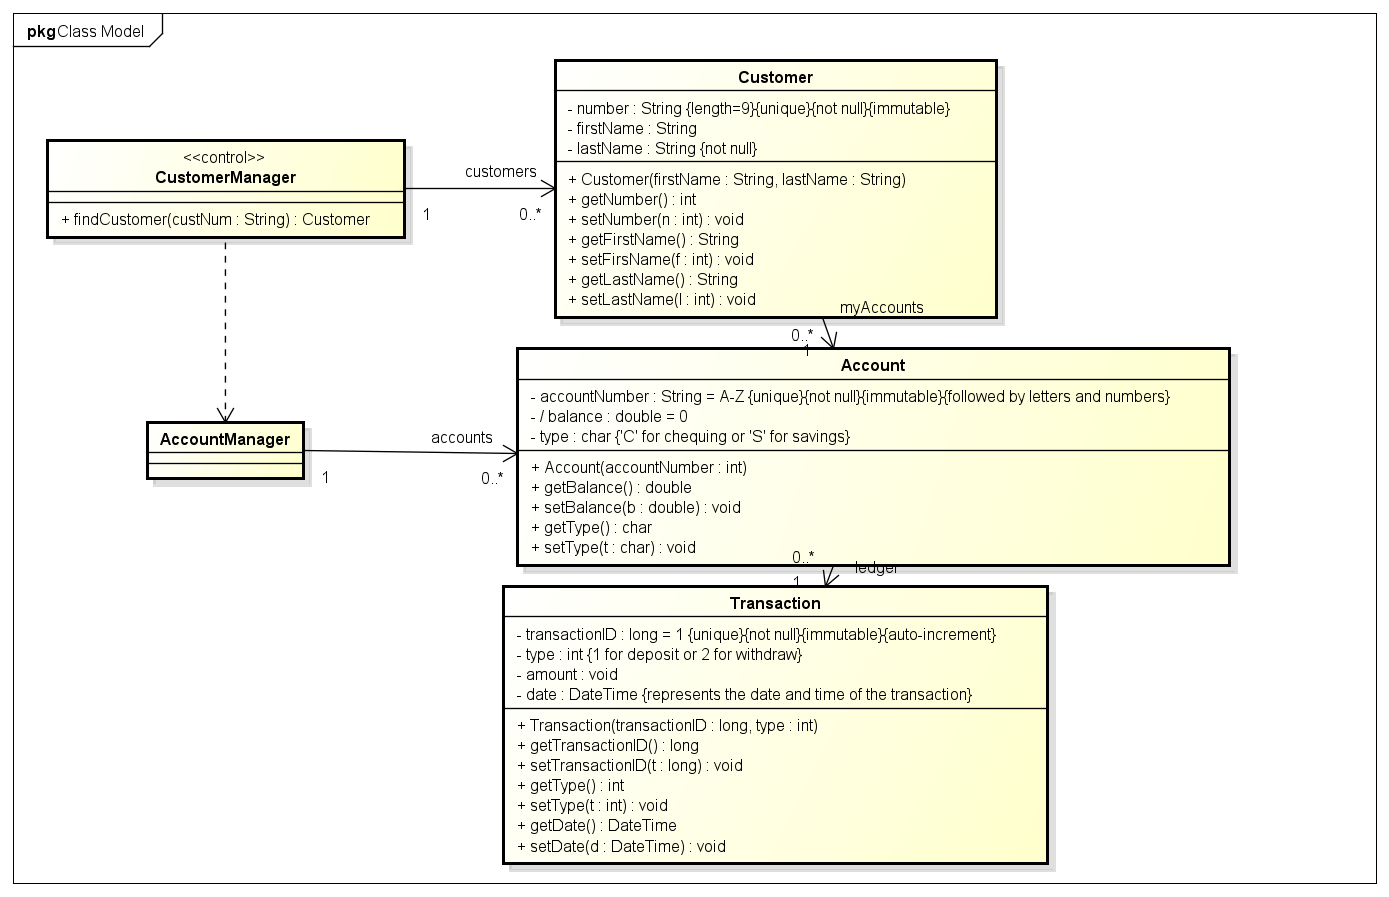 pkg Class Model
Customer
- number : String {length=9}{unique}{not null}{immutable}
- firstName : String
- lastName : String {not null}
+ Customer(firstName : String, lastName : String)
+ getNumber() : int
+ setNumber(n : int) : void
+ getFirstName() : String
+ setFirsName(f : int) : void
+ getLastName() : String
+ setLastName(l : int) : void
<<control>>
CustomerManager
+ findCustomer(custNum : String) : Customer
customers
1
0..*
myAccounts
0..*
1
Account
- accountNumber : String = A-Z {unique}{not null}{immutable}{followed by letters and numbers}
- / balance : double = 0
- type : char {'C' for chequing or 'S' for savings}
+ Account(accountNumber : int)
+ getBalance() : double
+ setBalance(b : double) : void
+ getType() : char
+ setType(t : char) : void
AccountManager
accounts
1
0..*
0..*
ledger
1
Transaction
- transactionID : long = 1 {unique}{not null}{immutable}{auto-increment}
- type : int {1 for deposit or 2 for withdraw}
- amount : void
- date : DateTime {represents the date and time of the transaction}
+ Transaction(transactionID : long, type : int)
+ getTransactionID() : long
+ setTransactionID(t : long) : void
+ getType() : int
+ setType(t : int) : void
+ getDate() : DateTime
+ setDate(d : DateTime) : void